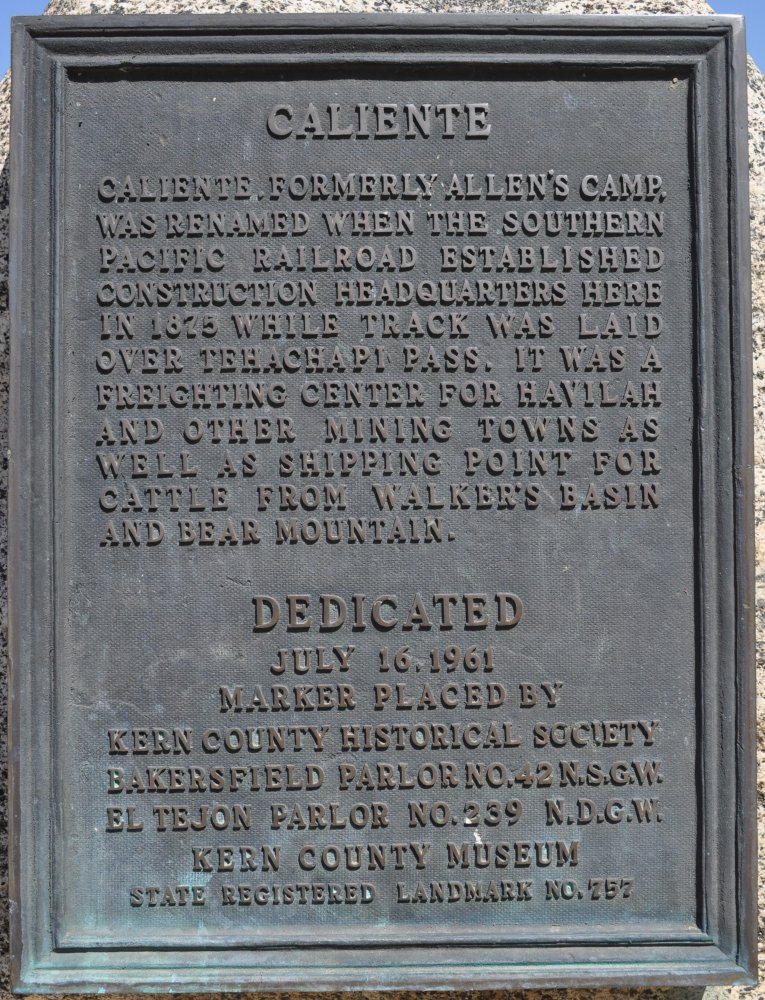 CALIENTE
CALIENTE, FORMERLY ALLEN'S CAMP,
WAS RENAMED WHEN THE SOUTHERN
PACIFIC RAILROAD ESTABLISHED
CONSTRUCTION HEADQUARTERS HERE
IN 1875 WHILE TRACK WAS LAID
OVER TEHACHAPI PASS. IT WAS A
FREIGHTING CENTER FOR HAVILAH
AND OTHER MINING TOWNS AS
WELL AS SHIPPING POINT FOR
CATTLE FROM WALKER'S BASIN
AND BEAR MOUNTAIN.
DEDICATED
JULY 16, 1961
MARKER PLACED BY
KERN COUNTY HISTORICAL SOCIETY
BAKERSFIELD PARLOR NO. 42 N.S.G.W.
EL TEJON PARLOR NO. 239 N.D.G.W.
KERN COUNTY MUSEUM
STATE REGISTERED LANDMARK NO. 757